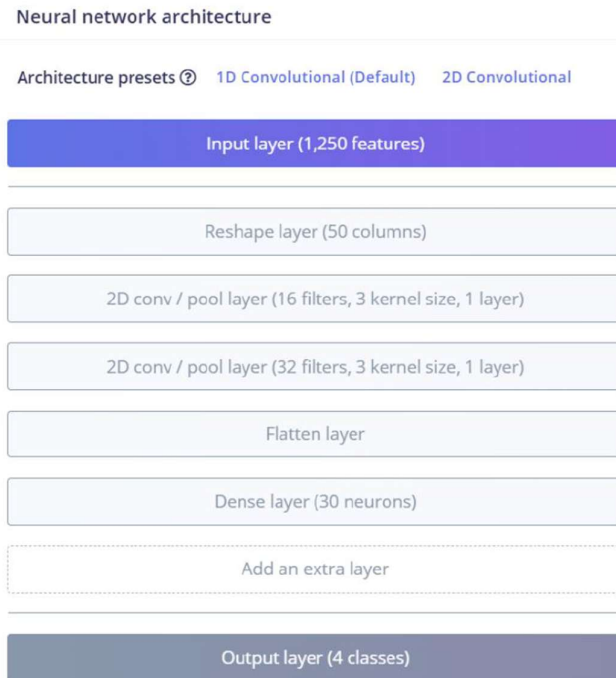 Neural network architecture
Architecture presets ? 1D Convolutional (Default) 2D Convolutional
Input layer (1,250 features)
Reshape layer (50 columns)
2D conv / pool layer (16 filters, 3 kernel size, 1 layer)
2D conv / pool layer (32 filters, 3 kernel size, 1 layer)
Flatten layer
Dense layer (30 neurons)
Add an extra layer
Output layer (4 classes)